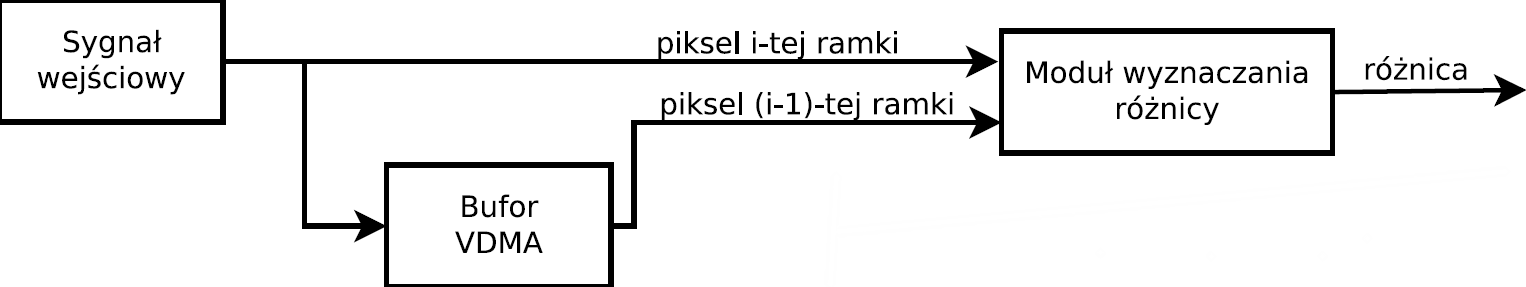 Sygnał
wejściowy
piksel i-tej ramki
piksel (i-1)-tej ramki
Moduł wyznaczania
różnicy
różnica
Bufor
VDMA